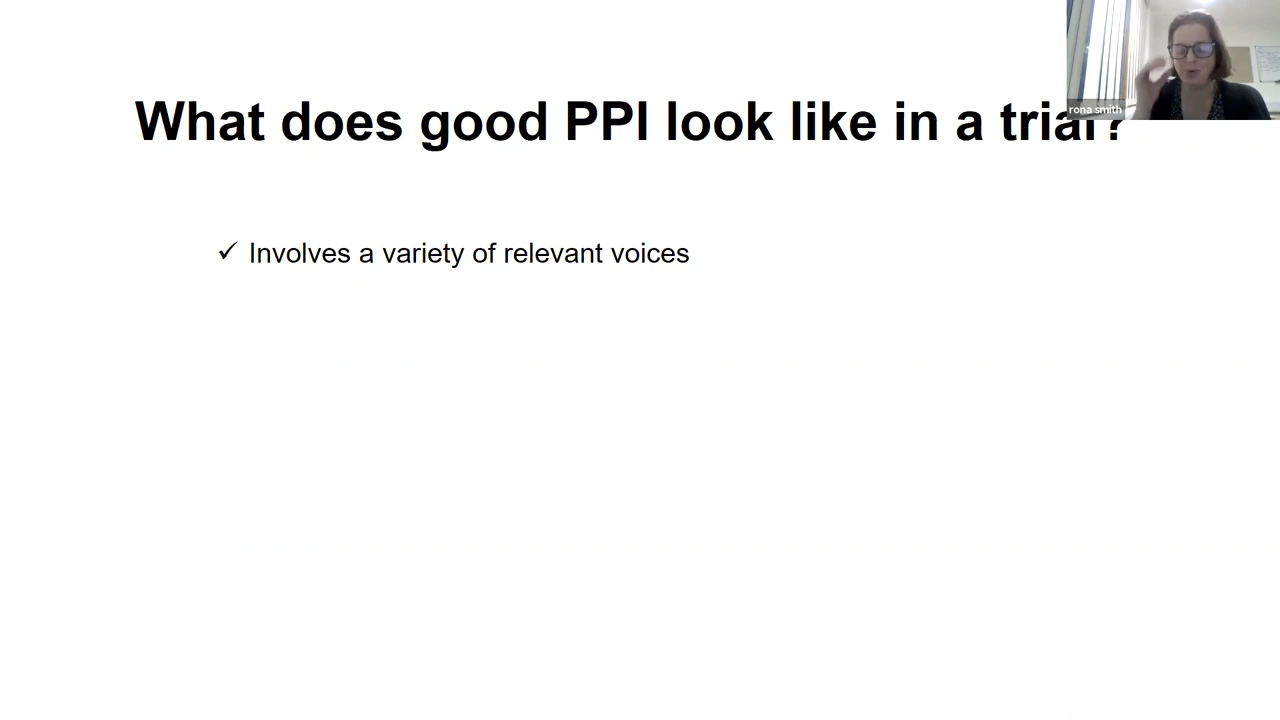 What does good PPI look like in a trial?
rona smith
✓ Involves a variety of relevant voices